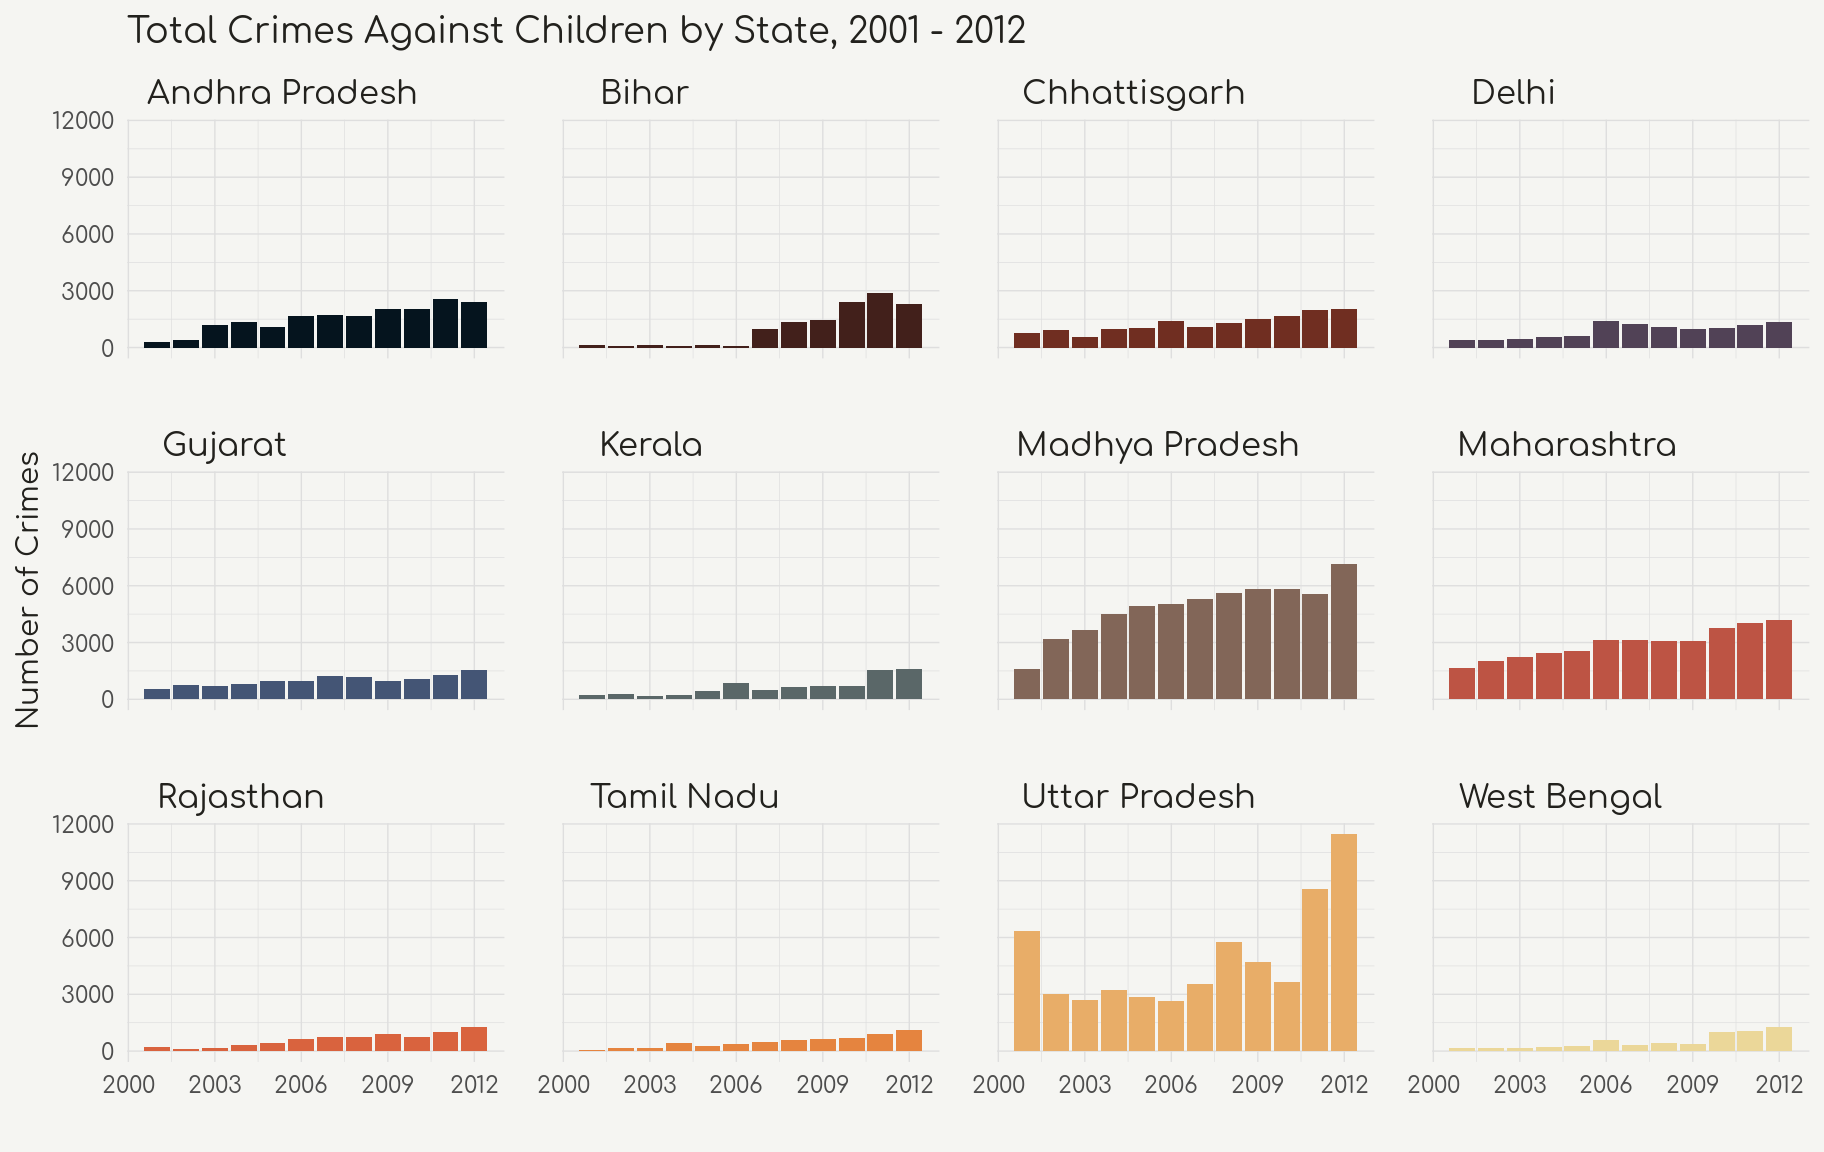 Total Crimes Against Children by State, 2001 - 2012
Andhra Pradesh
Bihar
Chhattisgarh
Delhi
12000
9000
6000
3000
0
Number of Crimes
Gujarat
Kerala
Madhya Pradesh
Maharashtra
12000
9000
6000
3000
0
Rajasthan
Tamil Nadu
Uttar Pradesh
West Bengal
12000
9000
6000
3000
0
2000 2003 2006 2009 2012 2000 2003 2006 2009 2012 2000 2003 2006 2009 2012 2000 2003 2006 2009 2012